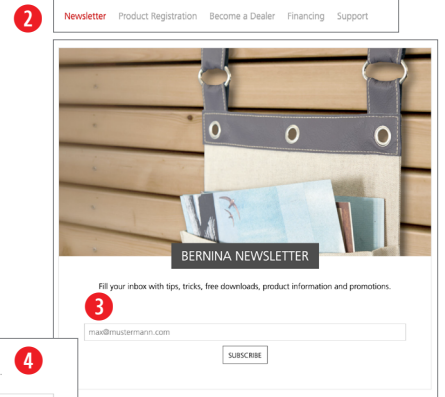 2
Newsletter Product Registration Become a Dealer Financing Support
BERNINA NEWSLETTER
Fill your inbox with tips, tricks, free downloads, product information and promotions.
3
max@mustermann.com
SUBSCRIBE
4